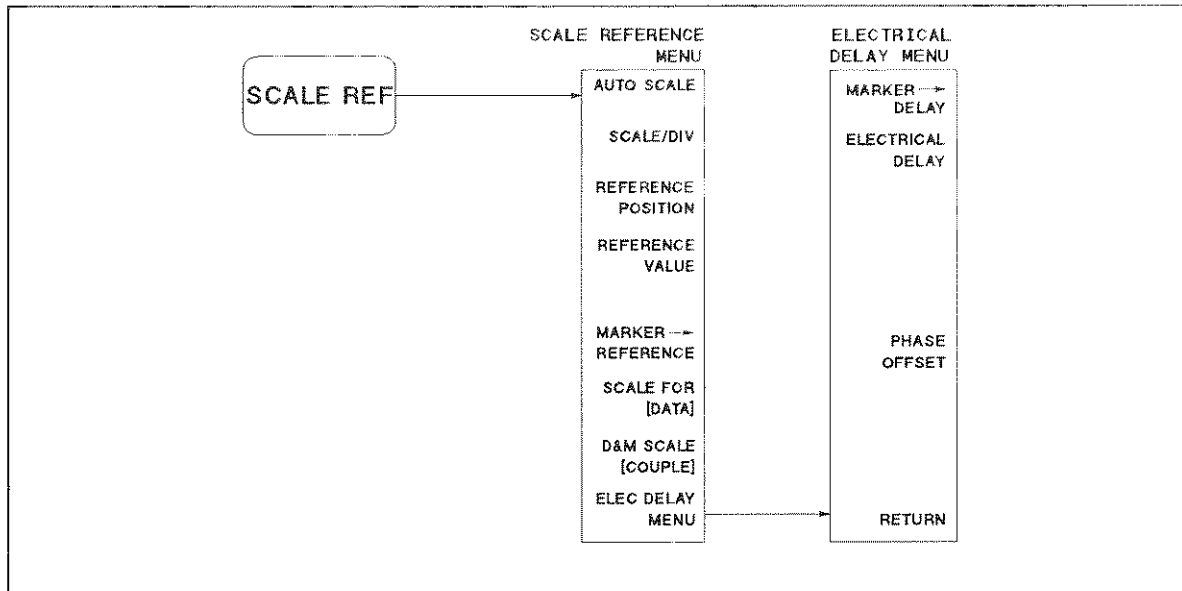 SCALE REF
SCALE REFERENCE
MENU
AUTO SCALE
SCALE/DIV
REFERENCE
POSITION
REFERENCE
VALUE
MARKER →
REFERENCE
SCALE FOR
[DATA]
D&M SCALE
[COUPLE]
ELEC DELAY
MENU
ELECTRICAL
DELAY MENU
MARKER →
DELAY
ELECTRICAL
DELAY
PHASE
OFFSET
RETURN